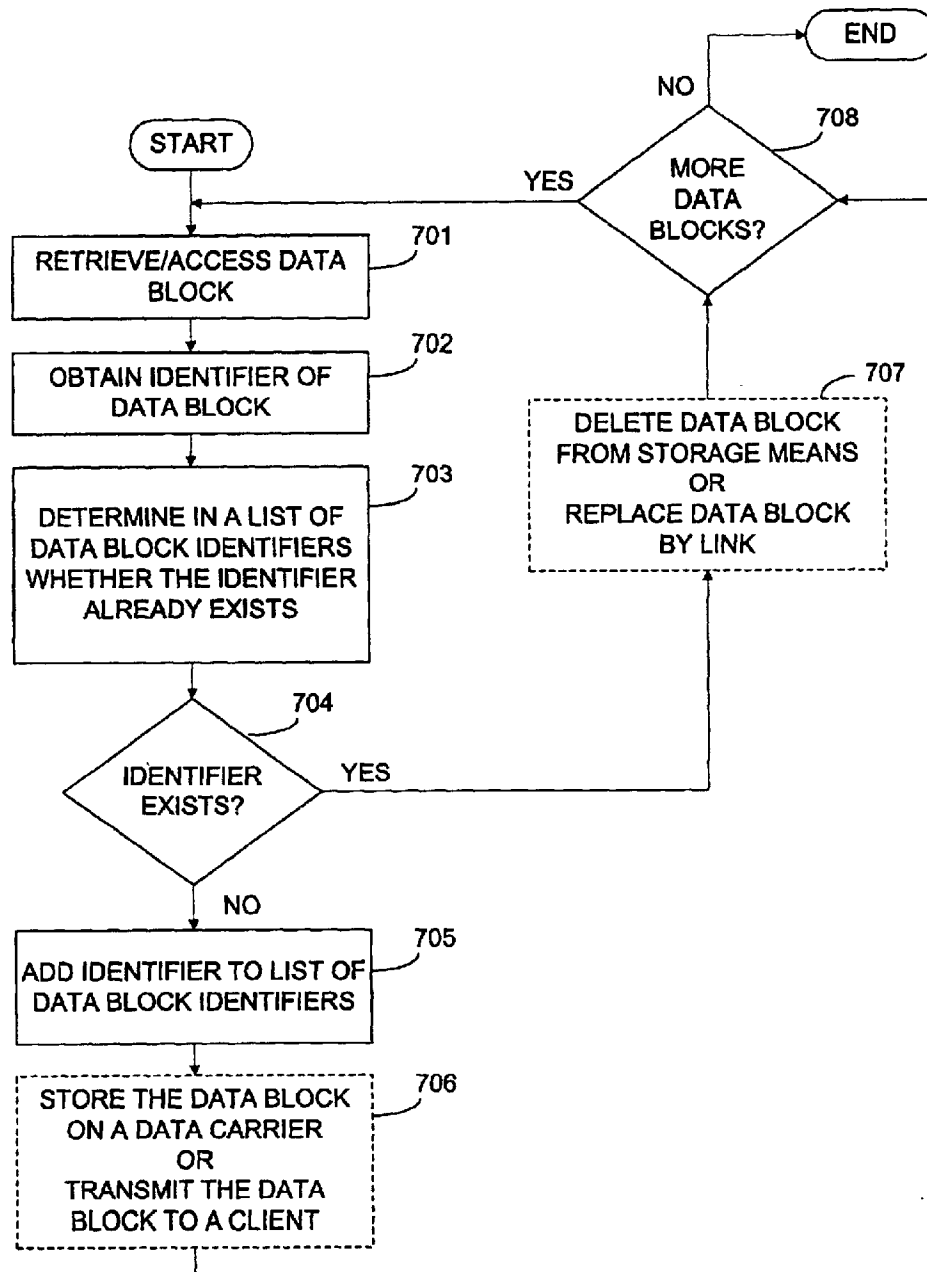 START
701
RETRIEVE/ACCESS DATA
BLOCK
702
OBTAIN IDENTIFIER OF
DATA BLOCK
703
DETERMINE IN A LIST OF
DATA BLOCK IDENTIFIERS
WHETHER THE IDENTIFIER
ALREADY EXISTS
704
IDENTIFIER
EXISTS?
YES
NO
705
ADD IDENTIFIER TO LIST OF
DATA BLOCK IDENTIFIERS
706
STORE THE DATA BLOCK
ON A DATA CARRIER
OR
TRANSMIT THE DATA
BLOCK TO A CLIENT
707
DELETE DATA BLOCK
FROM STORAGE MEANS
OR
REPLACE DATA BLOCK
BY LINK
708
MORE
DATA
BLOCKS?
YES
NO
END